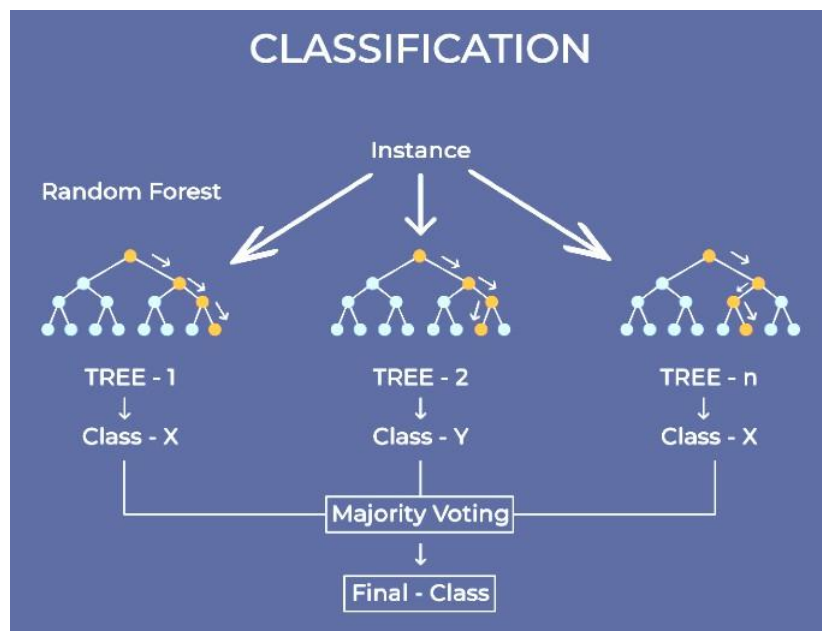 CLASSIFICATION
Instance
Random Forest
TREE - 1
TREE - 2
TREE - n
Class - X
Class - Y
Class - X
Majority Voting
Final - Class